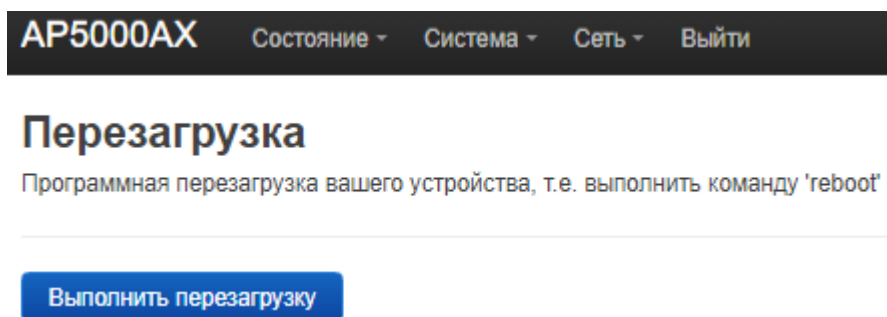 AP5000AX Состояние Система Сеть Выйти
Перезагрузка
Программная перезагрузка вашего устройства, т.е. выполнить команду 'reboot'
Выполнить перезагрузку